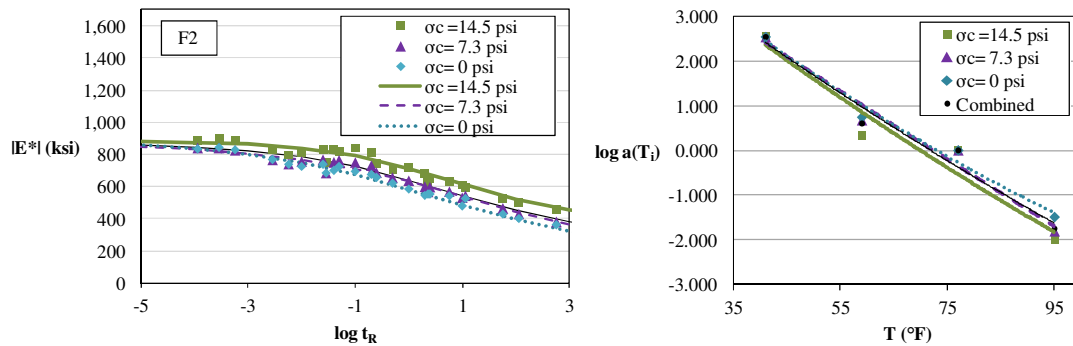 F2
1,600
1,400
1,200
1,000
800
600
400
200
0
|E*| (ksi)
-5
-3
-1
1
3
log t_R
σc =14.5 psi
σc= 7.3 psi
σc= 0 psi
σc=14.5 psi
σc= 7.3 psi
σc= 0 psi
3.000
2.000
1.000
0.000
-1.000
-2.000
-3.000
log a(T_i)
35
55
75
95
T (°F)
σc =14.5 psi
σc= 7.3 psi
σc= 0 psi
Combined